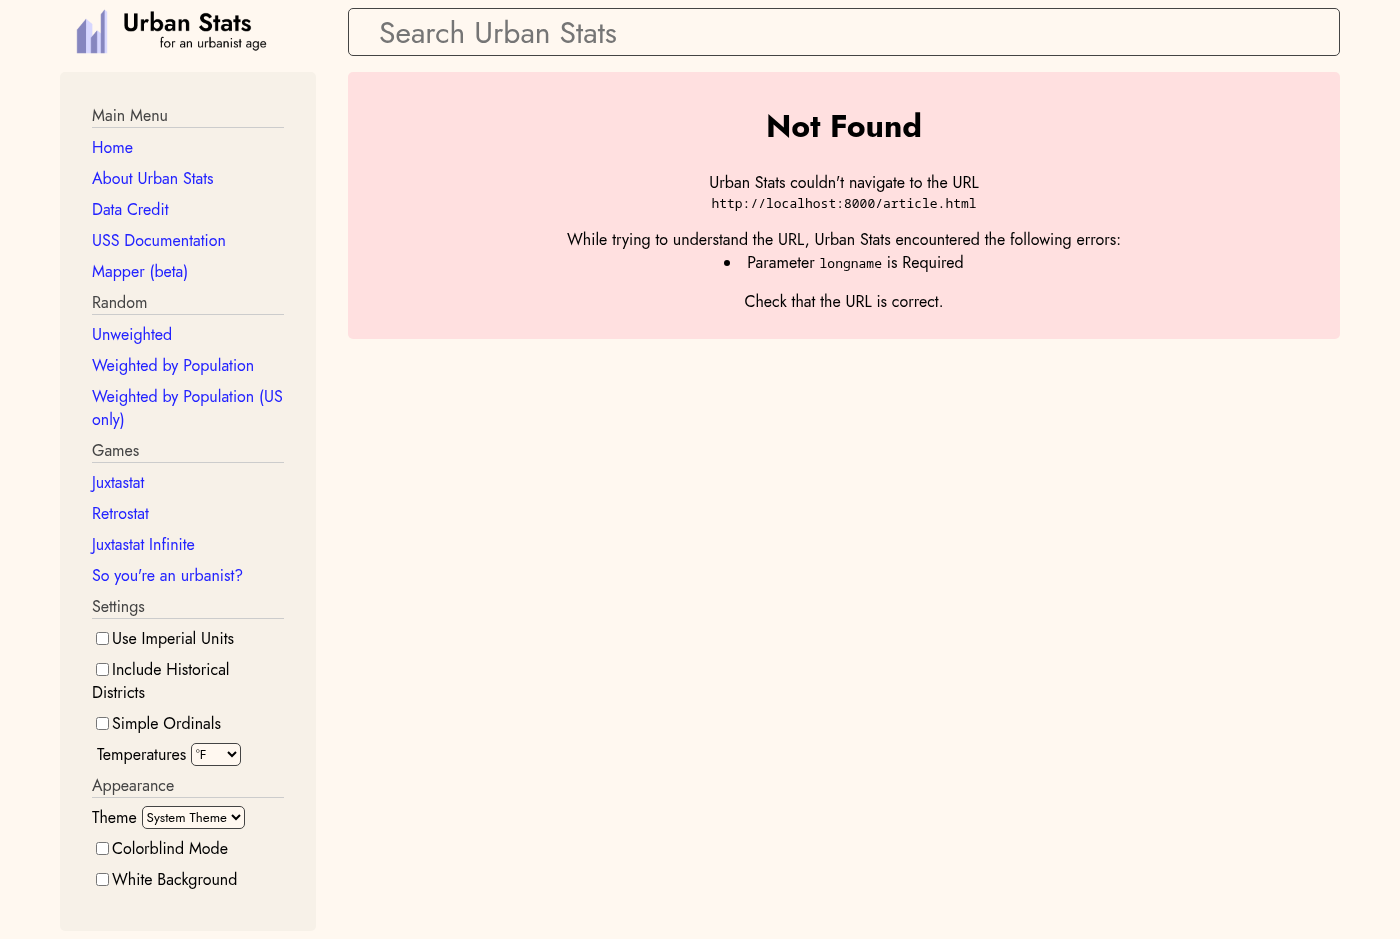 Urban Stats
for an urbanist age
Search Urban Stats
Main Menu
Home
About Urban Stats
Data Credit
USS Documentation
Mapper (beta)
Random
Unweighted
Weighted by Population
Weighted by Population (US
only)
Games
Juxtastat
Retrostat
Juxtastat Infinite
So you're an urbanist?
Settings
Use Imperial Units
Include Historical
Districts
Simple Ordinals
Temperatures °F
Appearance
Theme System Theme
Colorblind Mode
White Background
Not Found
Urban Stats couldn't navigate to the URL
http://localhost:8000/article.html
While trying to understand the URL, Urban Stats encountered the following errors:
• Parameter longname is Required
Check that the URL is correct.